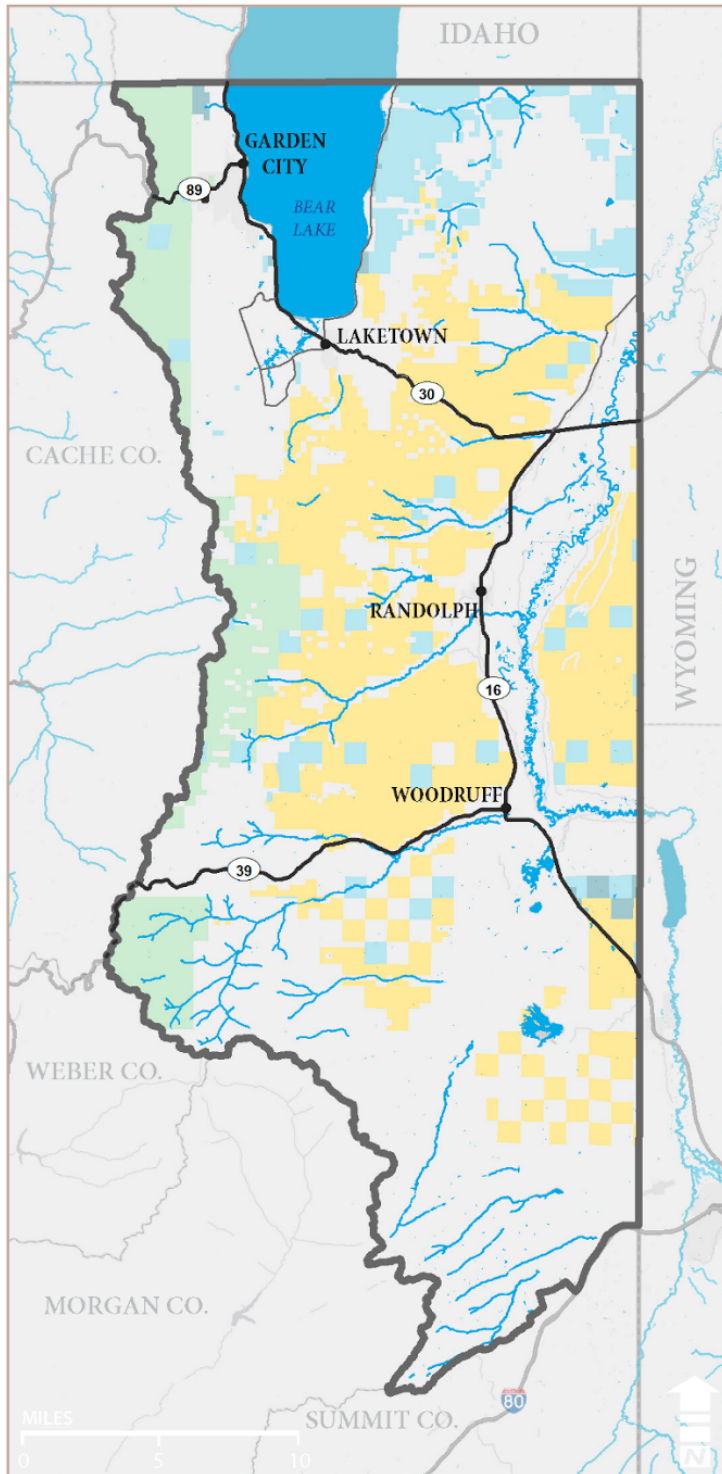 IDAHO
GARDEN
CITY
89
BEAR
LAKE
LAKETOWN
30
CACHE CO.
WYOMING
RANDOLPH
16
WOODRUFF
39
WEBER CO.
MORGAN CO.
80
SUMMIT CO.
MILES
0 5 10
N